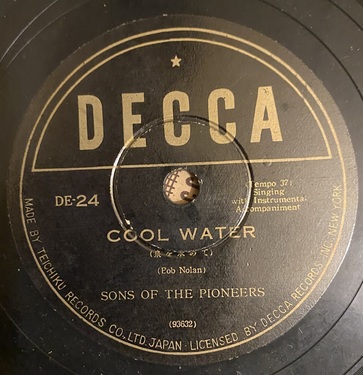 DECCA
DE-24
(Tempo 37)
Singing
with Instrumental
Accompaniment
COOL WATER
(Bob Nolan)
SONS OF THE PIONEERS
(93632)
MADE BY TEICHIKU RECORDS CO., LTD. JAPAN · LICENSED BY DECCA RECORDS INC. NEW YORK